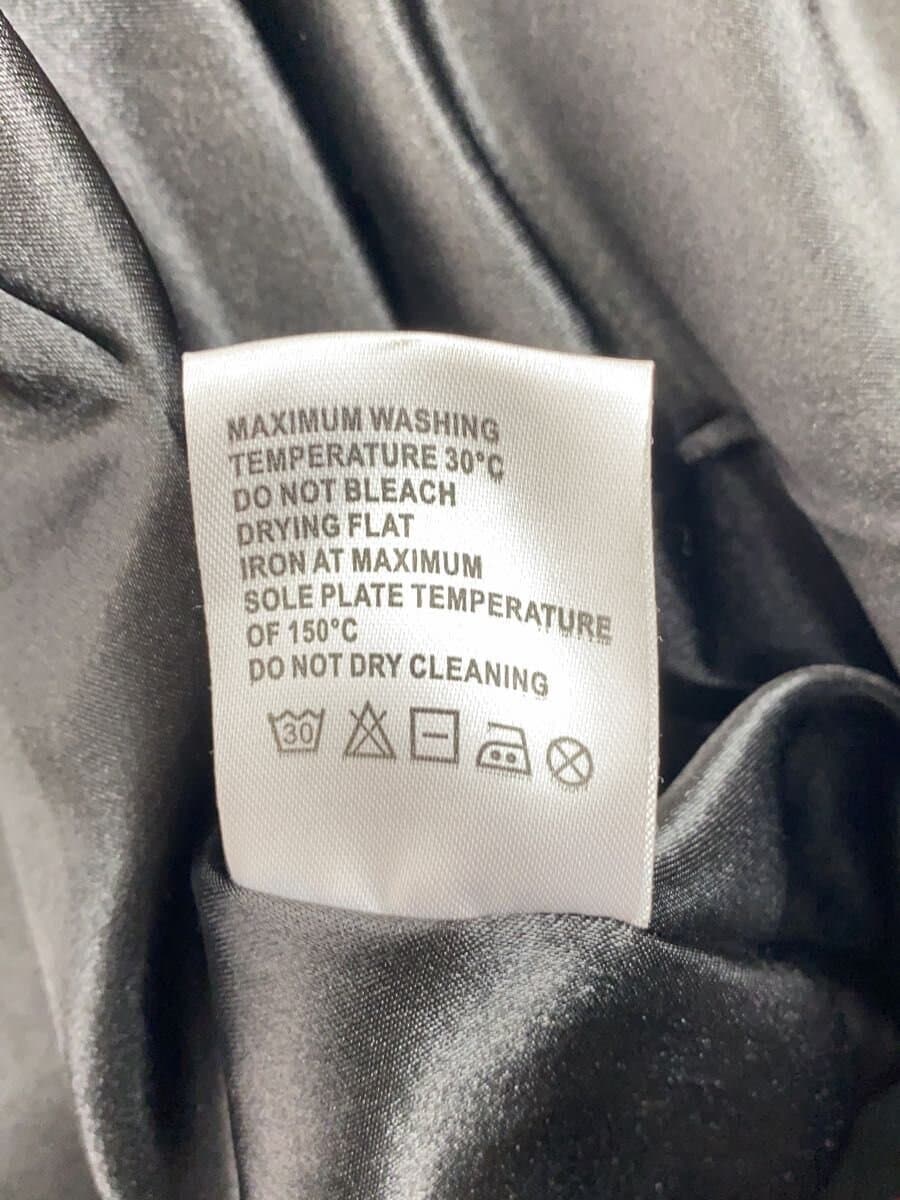 MAXIMUM WASHING
TEMPERATURE 30°C
DO NOT BLEACH
DRYING FLAT
IRON AT MAXIMUM
SOLE PLATE TEMPERATURE
OF 150°C
DO NOT DRY CLEANING
30